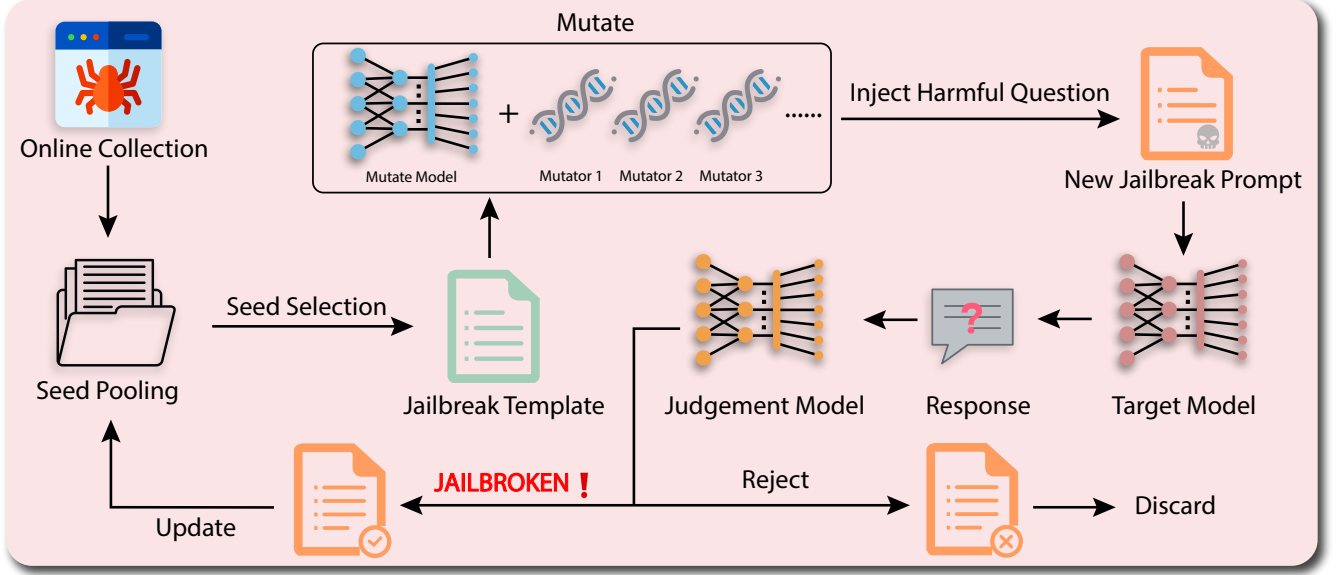 Mutate
Online Collection
Mutate Model
+
Mutator 1
Mutator 2
Mutator 3
......
Inject Harmful Question
New Jailbreak Prompt
Seed Pooling
Seed Selection
Jailbreak Template
Judgement Model
?
Response
Target Model
JAILBROKEN !
Reject
Update
Discard